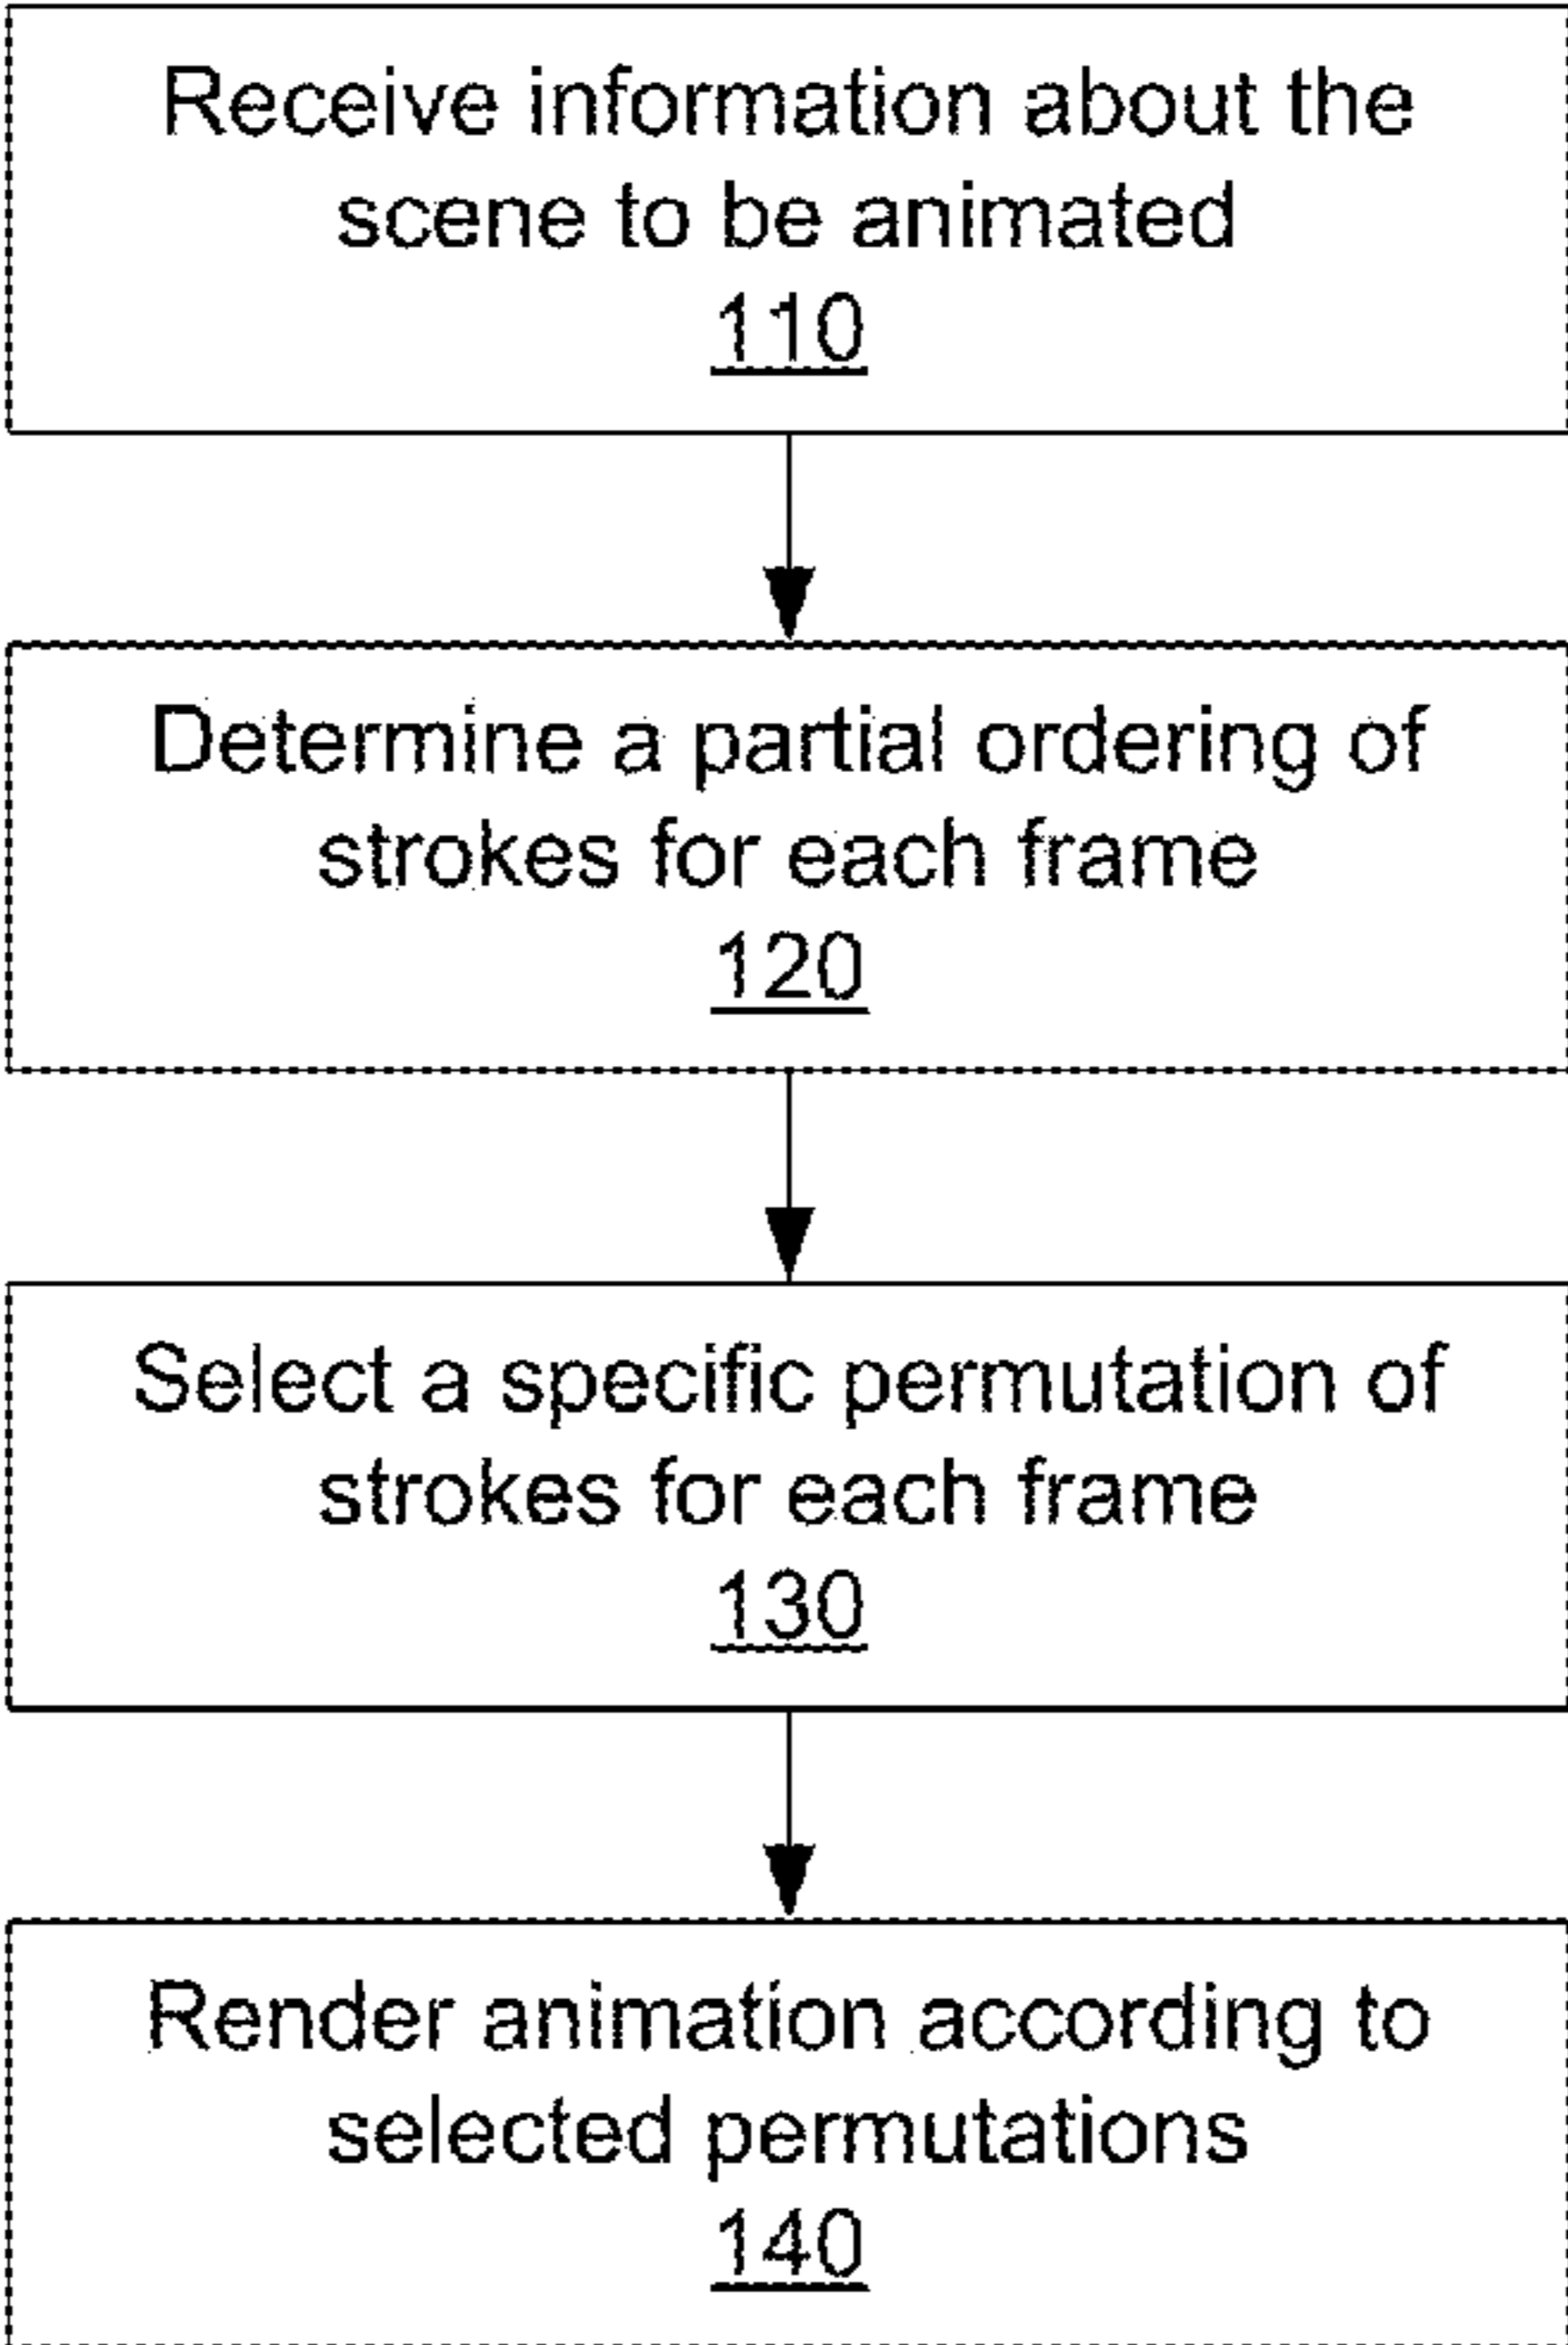 Receive information about the
scene to be animated
110
Determine a partial ordering of
strokes for each frame
120
Select a specific permutation of
strokes for each frame
130
Render animation according to
selected permutations
140